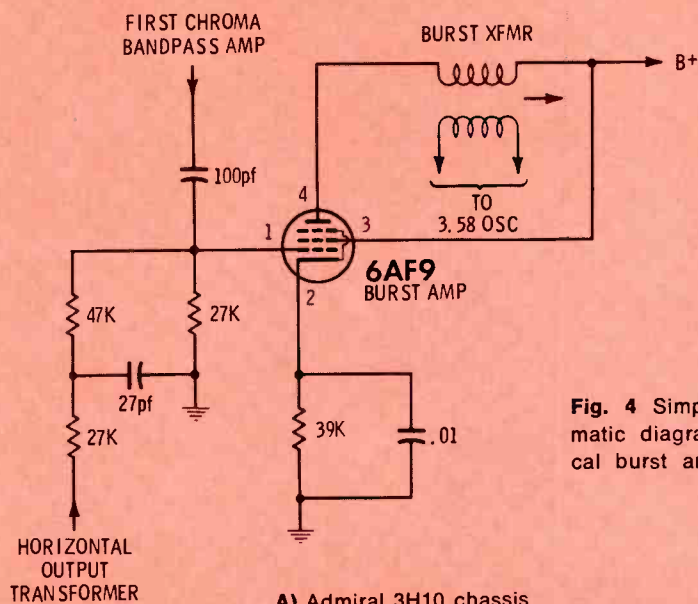 FIRST CHROMA
BANDPASS AMP
BURST XFMR
B+
100pf
TO
3.58 OSC
4
1
3
2
6AF9
BURST AMP
47K
27K
27pf
27K
39K
.01
HORIZONTAL
OUTPUT
TRANSFORMER
Fig. 4 Simp
matic diagra
cal burst a
A) Admiral 3H10 chassis